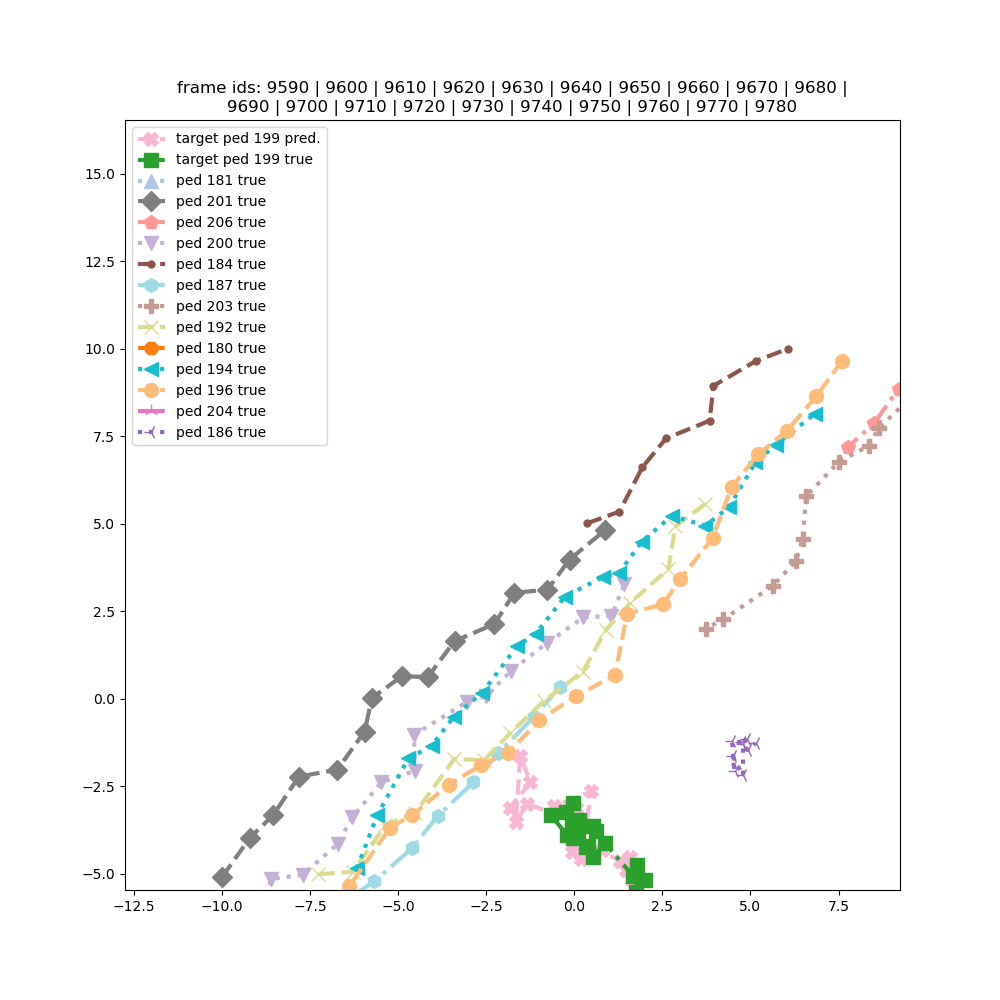 frame ids: 9590 | 9600 | 9610 | 9620 | 9630 | 9640 | 9650 | 9660 | 9670 | 9680 |
9690 | 9700 | 9710 | 9720 | 9730 | 9740 | 9750 | 9760 | 9770 | 9780
target ped 199 pred.
target ped 199 true
ped 181 true
ped 201 true
ped 206 true
ped 200 true
ped 184 true
ped 187 true
ped 203 true
ped 192 true
ped 180 true
ped 194 true
ped 196 true
ped 204 true
ped 186 true
15.0
12.5
10.0
7.5
5.0
2.5
0.0
−2.5
−5.0
−12.5 −10.0 −7.5 −5.0 −2.5 0.0 2.5 5.0 7.5